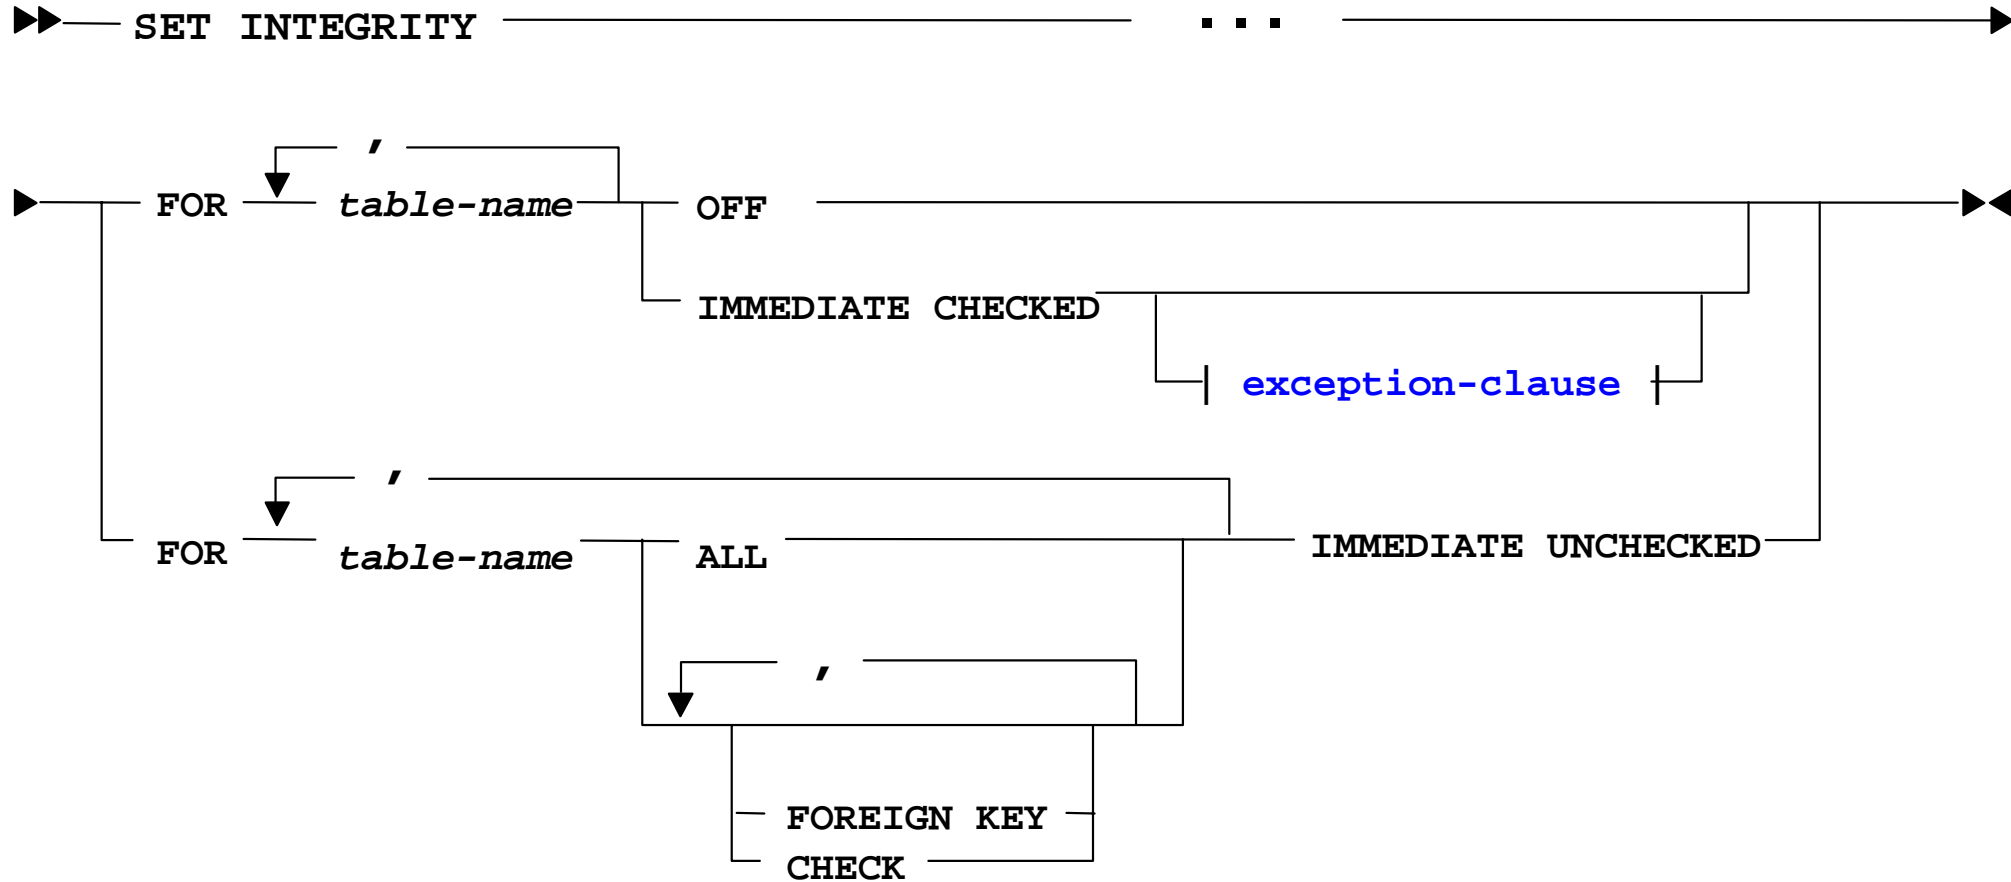 SET INTEGRITY ...
,
FOR table-name OFF
IMMEDIATE CHECKED
exception-clause
,
FOR table-name ALL IMMEDIATE UNCHECKED
,
FOREIGN KEY
CHECK